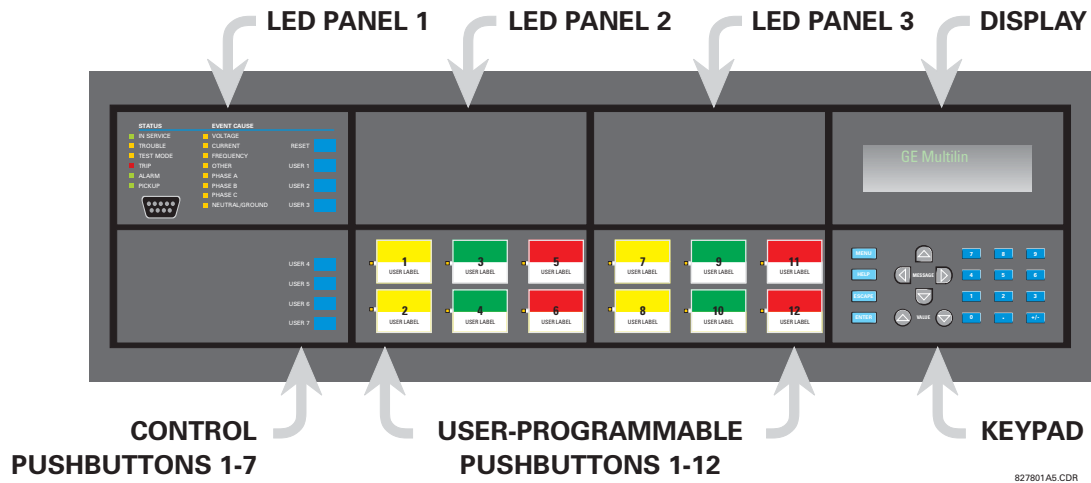 LED PANEL 1
LED PANEL 2
LED PANEL 3
DISPLAY
STATUS
IN SERVICE
TROUBLE
TEST MODE
TRIP
ALARM
PICKUP
EVENT CAUSE
VOLTAGE
CURRENT
FREQUENCY
OTHER
PHASE A
PHASE B
PHASE C
NEUTRAL/GROUND
RESET
USER 1
USER 2
USER 3
GE Multilin
USER 4
USER 5
USER 6
USER 7
1
USER LABEL
3
USER LABEL
5
USER LABEL
2
USER LABEL
4
USER LABEL
6
USER LABEL
7
USER LABEL
9
USER LABEL
11
USER LABEL
8
USER LABEL
10
USER LABEL
12
USER LABEL
MENU
HELP
ESCAPE
ENTER
MESSAGE
VALUE
7 8 9
4 5 6
1 2 3
0 . +/-
CONTROL
PUSHBUTTONS 1-7
USER-PROGRAMMABLE
PUSHBUTTONS 1-12
KEYPAD
827801A5.CDR